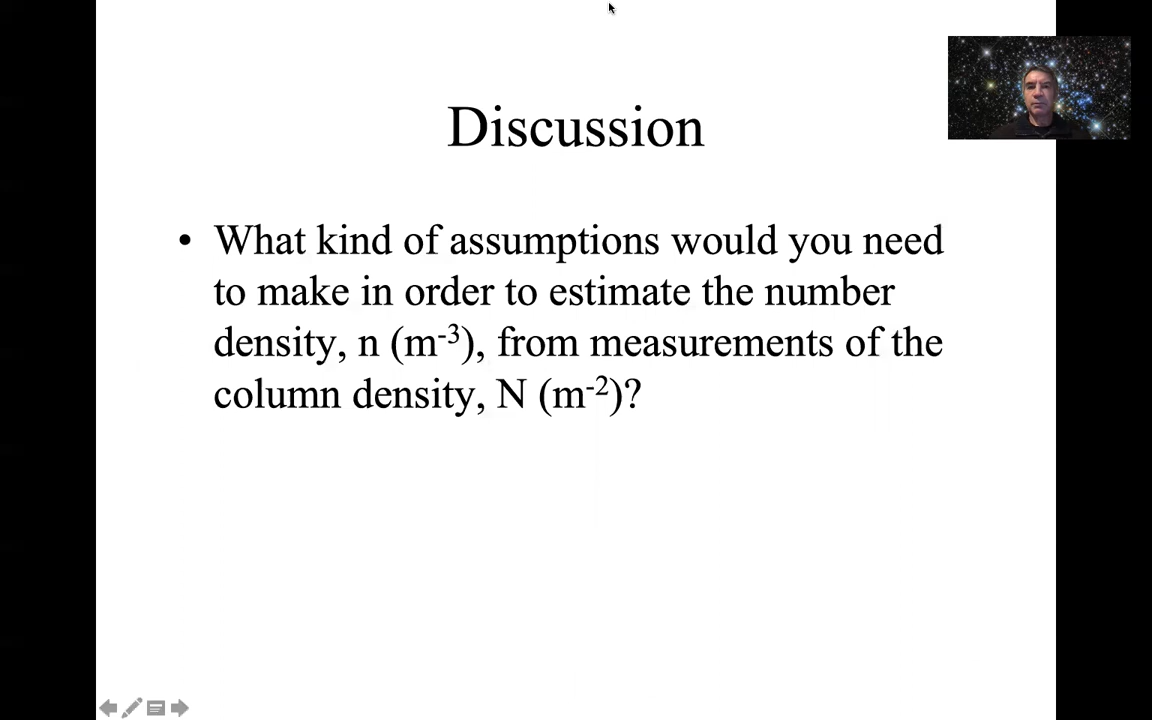 Discussion
• What kind of assumptions would you need
to make in order to estimate the number
density, n (m⁻³), from measurements of the
column density, N (m⁻²)?